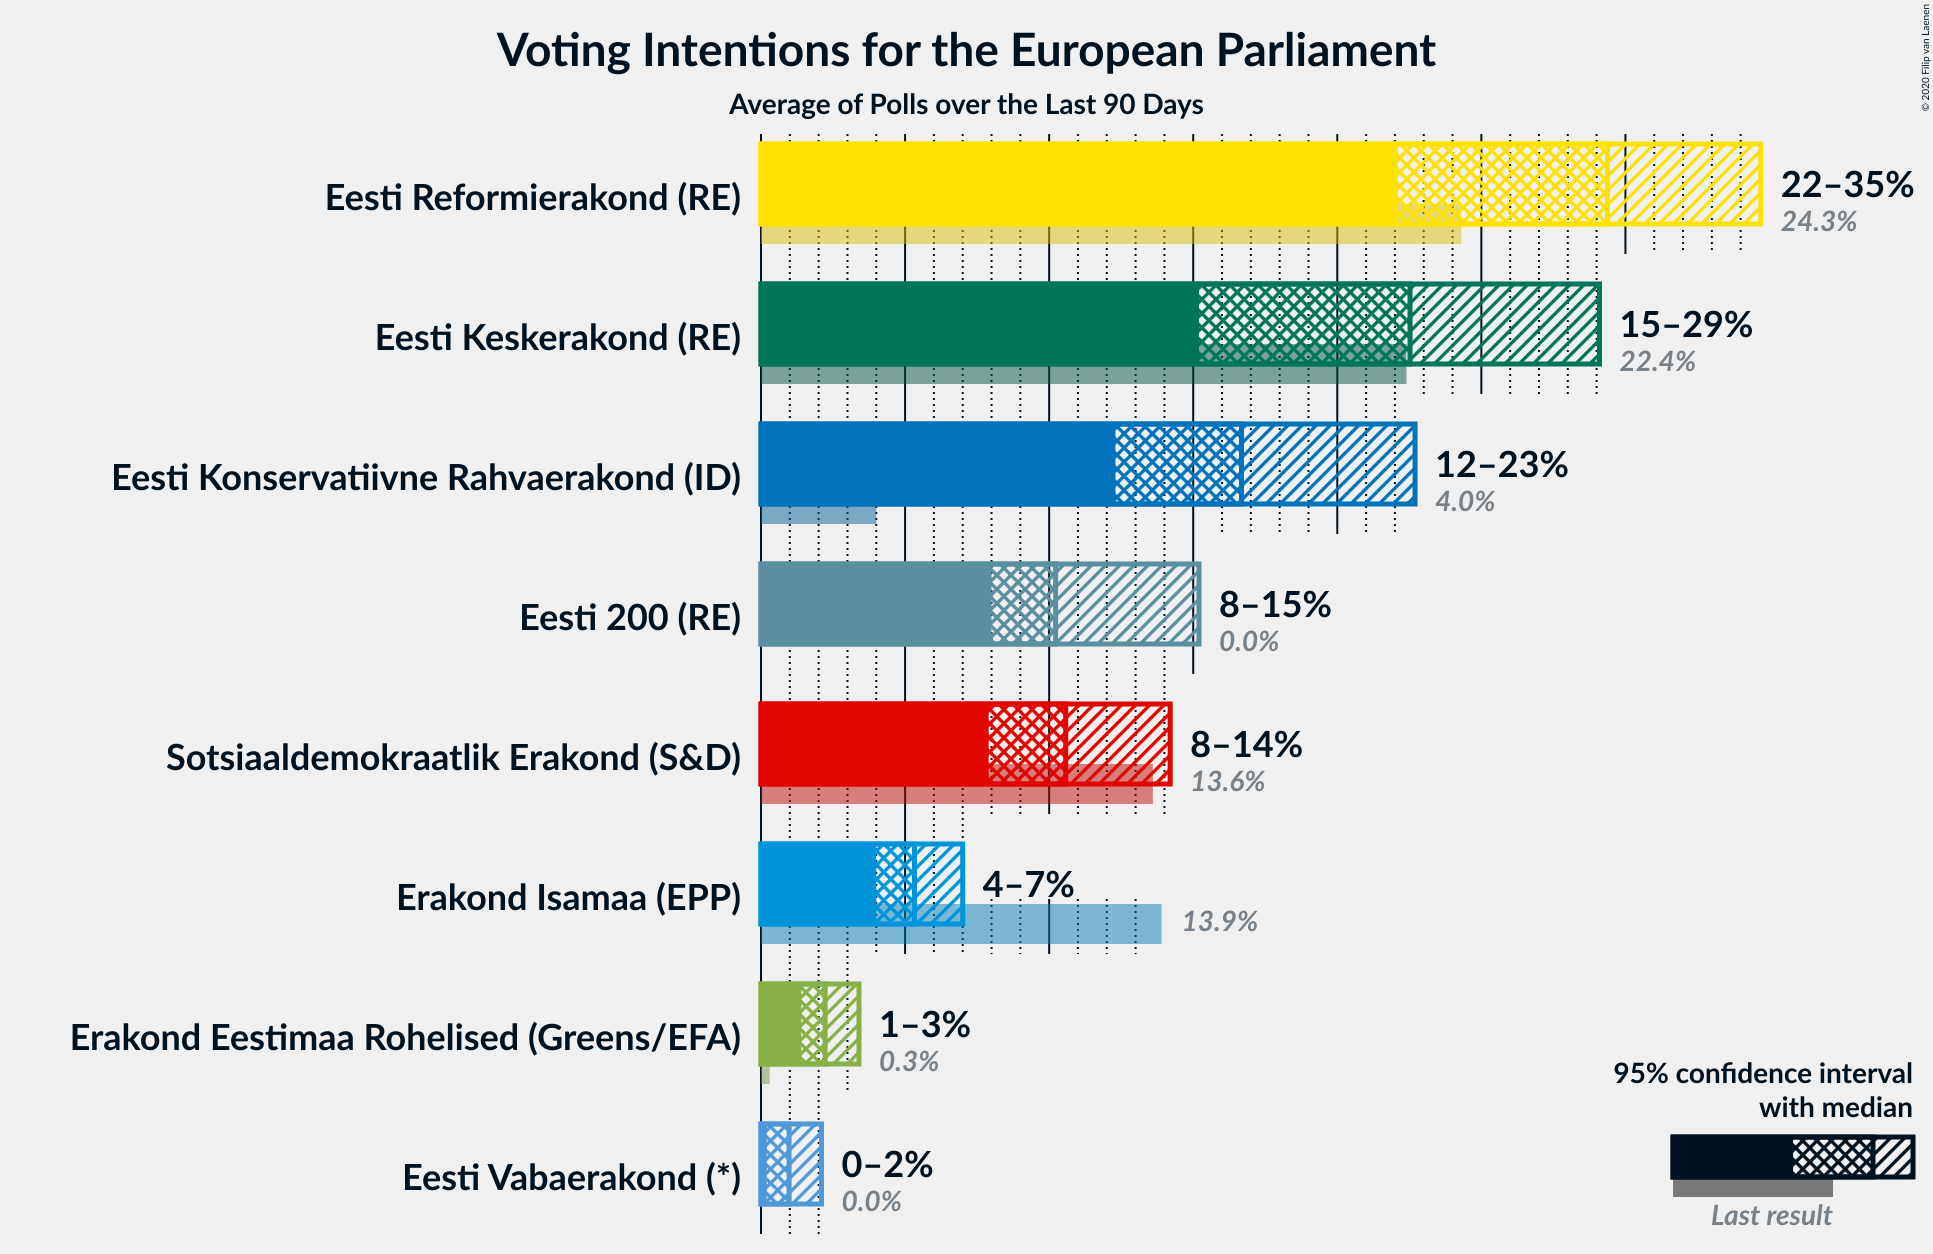 Voting Intentions for the European Parliament
Average of Polls over the Last 90 Days
© 2020 Filip van Laenen
Eesti Reformierakond (RE)
22–35%
24.3%
Eesti Keskerakond (RE)
15–29%
22.4%
Eesti Konservatiivne Rahvaerakond (ID)
12–23%
4.0%
Eesti 200 (RE)
8–15%
0.0%
Sotsiaaldemokraatlik Erakond (S&D)
8–14%
13.6%
Erakond Isamaa (EPP)
4–7%
13.9%
Erakond Eestimaa Rohelised (Greens/EFA)
1–3%
0.3%
Eesti Vabaerakond (*)
0–2%
0.0%
95% confidence interval
with median
Last result